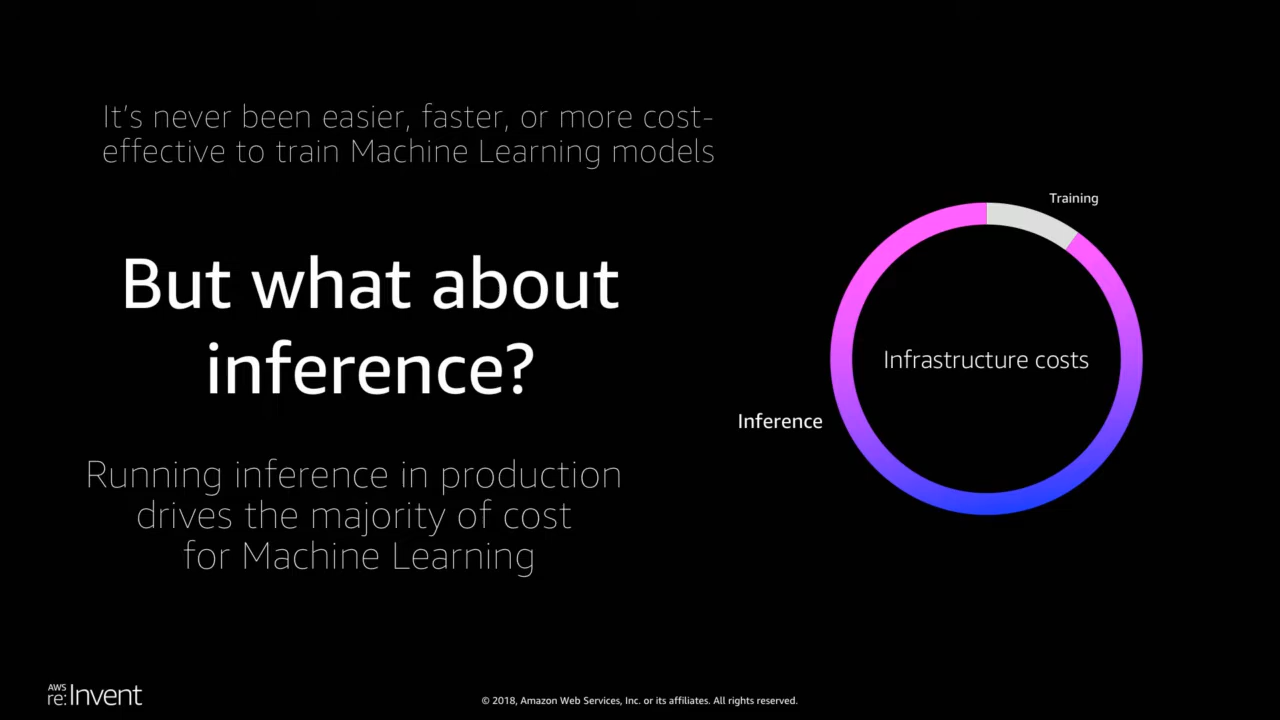 It's never been easier, faster, or more cost-
effective to train Machine Learning models
But what about
inference?
Running inference in production
drives the majority of cost
for Machine Learning
Training
Infrastructure costs
Inference
AWS
re:Invent
© 2018, Amazon Web Services, Inc. or its affiliates. All rights reserved.